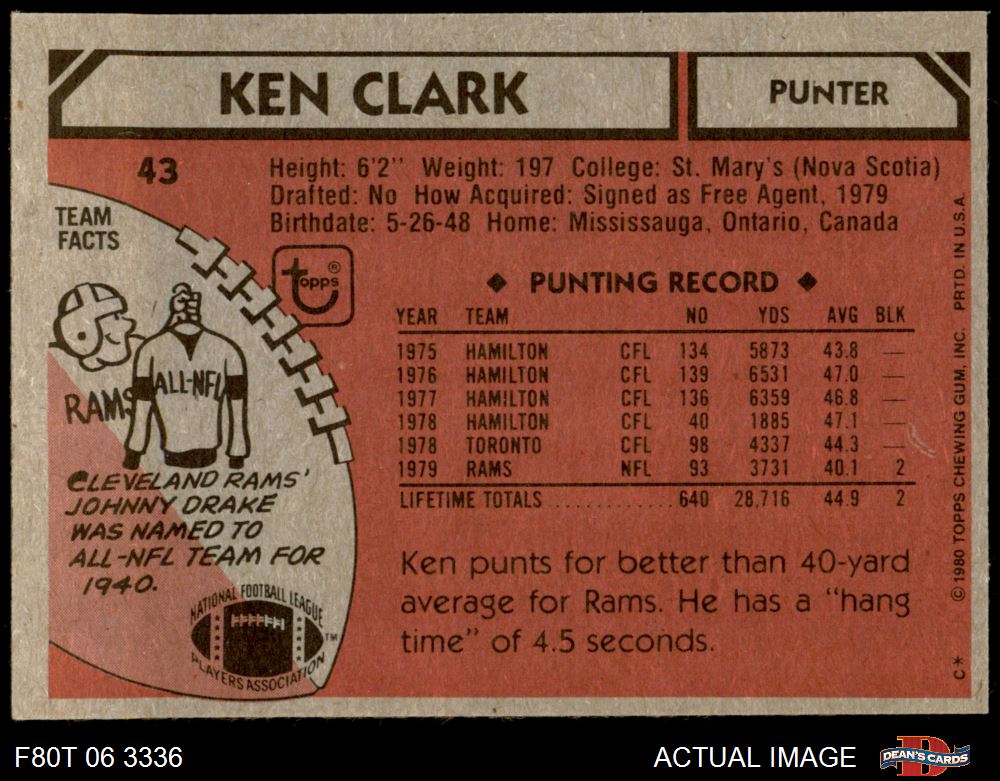 KEN CLARK
PUNTER
43
Height: 6'2" Weight: 197 College: St. Mary's (Nova Scotia)
Drafted: No How Acquired: Signed as Free Agent, 1979
Birthdate: 5-26-48 Home: Mississauga, Ontario, Canada
TEAM
FACTS
topps®
ALL-NFL
RAMS
CLEVELAND RAMS'
JOHNNY DRAKE
WAS NAMED TO
ALL-NFL TEAM FOR
1940.
NATIONAL FOOTBALL LEAGUE
PLAYERS ASSOCIATION
TM
◆ PUNTING RECORD ◆
YEAR TEAM NO YDS AVG BLK
1975 HAMILTON CFL 134 5873 43.8 —
1976 HAMILTON CFL 139 6531 47.0 —
1977 HAMILTON CFL 136 6359 46.8 —
1978 HAMILTON CFL 40 1885 47.1 —
1978 TORONTO CFL 98 4337 44.3 —
1979 RAMS NFL 93 3731 40.1 2
LIFETIME TOTALS ............ 640 28,716 44.9 2
Ken punts for better than 40-yard
average for Rams. He has a "hang
time" of 4.5 seconds.
C* © 1980 TOPPS CHEWING GUM, INC. PRTD. IN U.S.A.
F80T 06 3336
ACTUAL IMAGE
DEAN'S CARDS